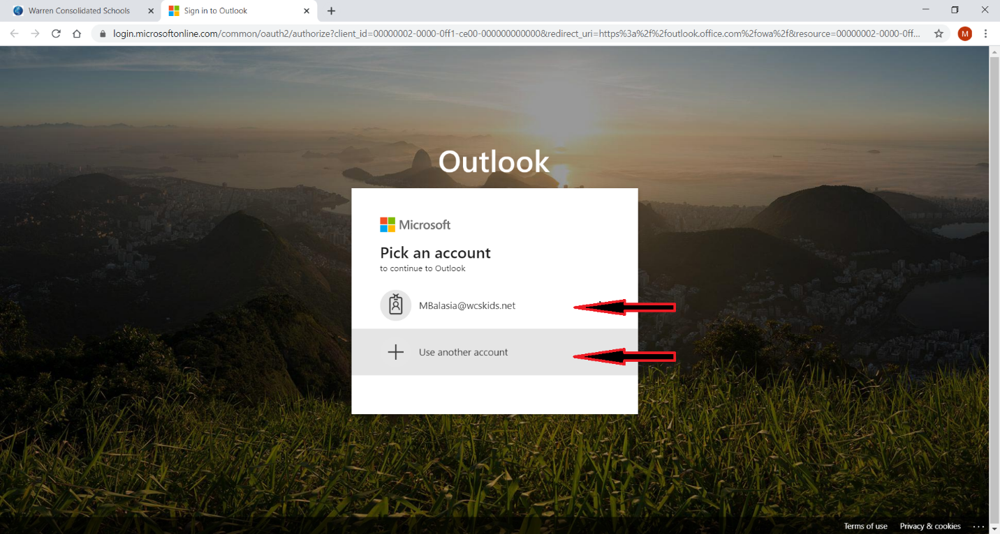 Warren Consolidated Schools
Sign in to Outlook
login.microsoftonline.com/common/oauth2/authorize?client_id=00000002-0000-0ff1-ce00-000000000000&redirect_uri=https%3a%2f%2foutlook.office.com%2fowa%2f&resource=00000002-0000-0ff...
M
Outlook
Microsoft
Pick an account
to continue to Outlook
MBalasia@wcskids.net
Use another account
Terms of use Privacy & cookies ...